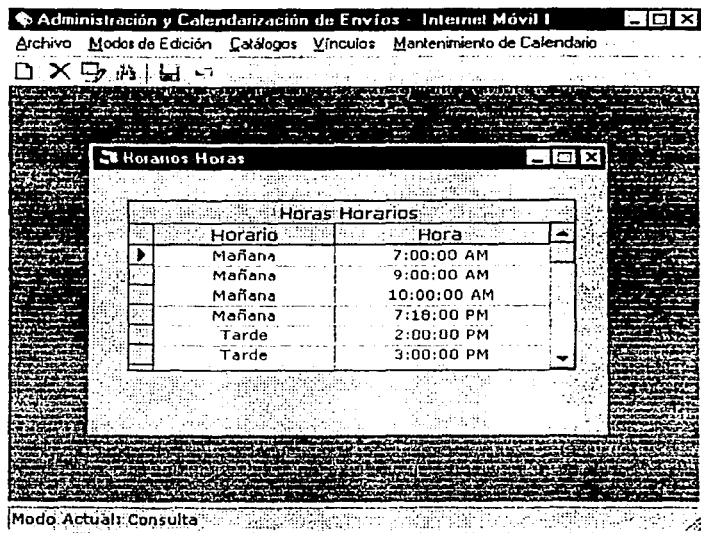 Administración y Calendarización de Envíos - Internet Móvil I
Archivo Modos de Edición Catálogos Vínculos Mantenimiento de Calendario
Horarios Horas
Horas Horarios
Horario Hora
Mañana 7:00:00 AM
Mañana 9:00:00 AM
Mañana 10:00:00 AM
Mañana 7:18:00 PM
Tarde 2:00:00 PM
Tarde 3:00:00 PM
Modo Actual: Consulta